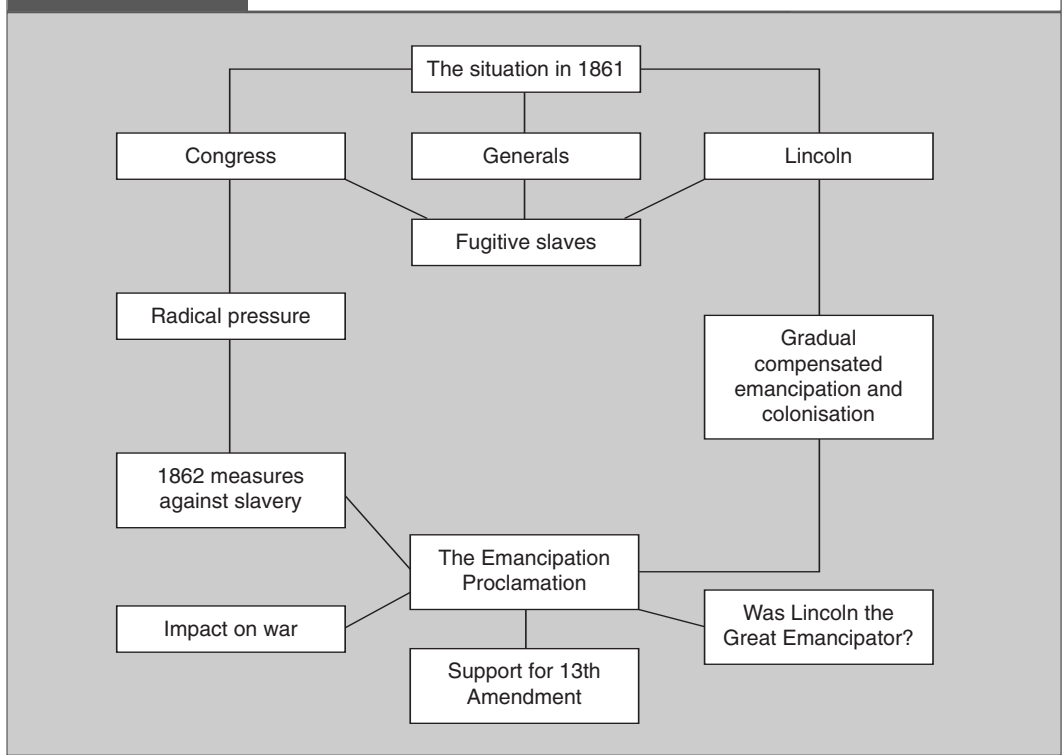 The situation in 1861
Congress
Generals
Lincoln
Fugitive slaves
Radical pressure
Gradual
compensated
emancipation and
colonisation
1862 measures
against slavery
The Emancipation
Proclamation
Impact on war
Was Lincoln the
Great Emancipator?
Support for 13th
Amendment